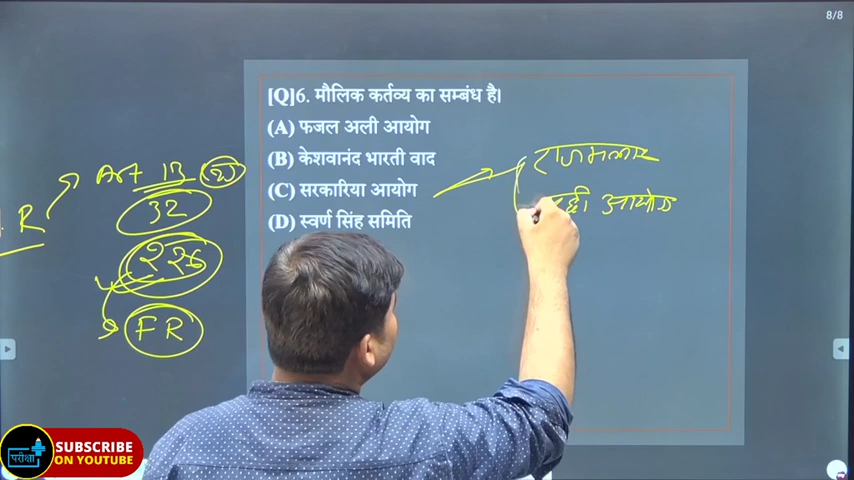 8/8
[Q]6. मौलिक कर्तव्य का सम्बंध है।
(A) फजल अली आयोग
(B) केशवानंद भारती वाद
(C) सरकारिया आयोग
(D) स्वर्ण सिंह समिति
R
Art 13
32
226
FR
राजमन्नार
आयोग
परीक्षा
SUBSCRIBE
ON YOUTUBE